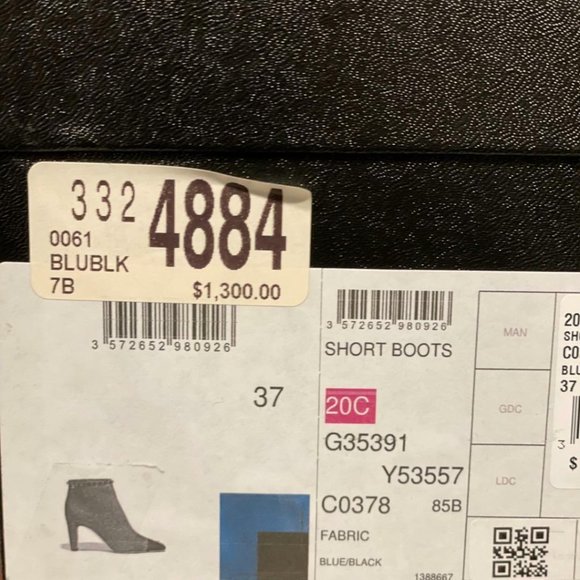 332 4884
0061
BLUBLK
7B $1,300.00
3 572652 980926
37
3 572652 980926
SHORT BOOTS
20C
G35391
Y53557
C0378 85B
FABRIC
BLUE/BLACK
1388667
MAN
GDC
LDC
20
SH
C0
BLU
37
3
$